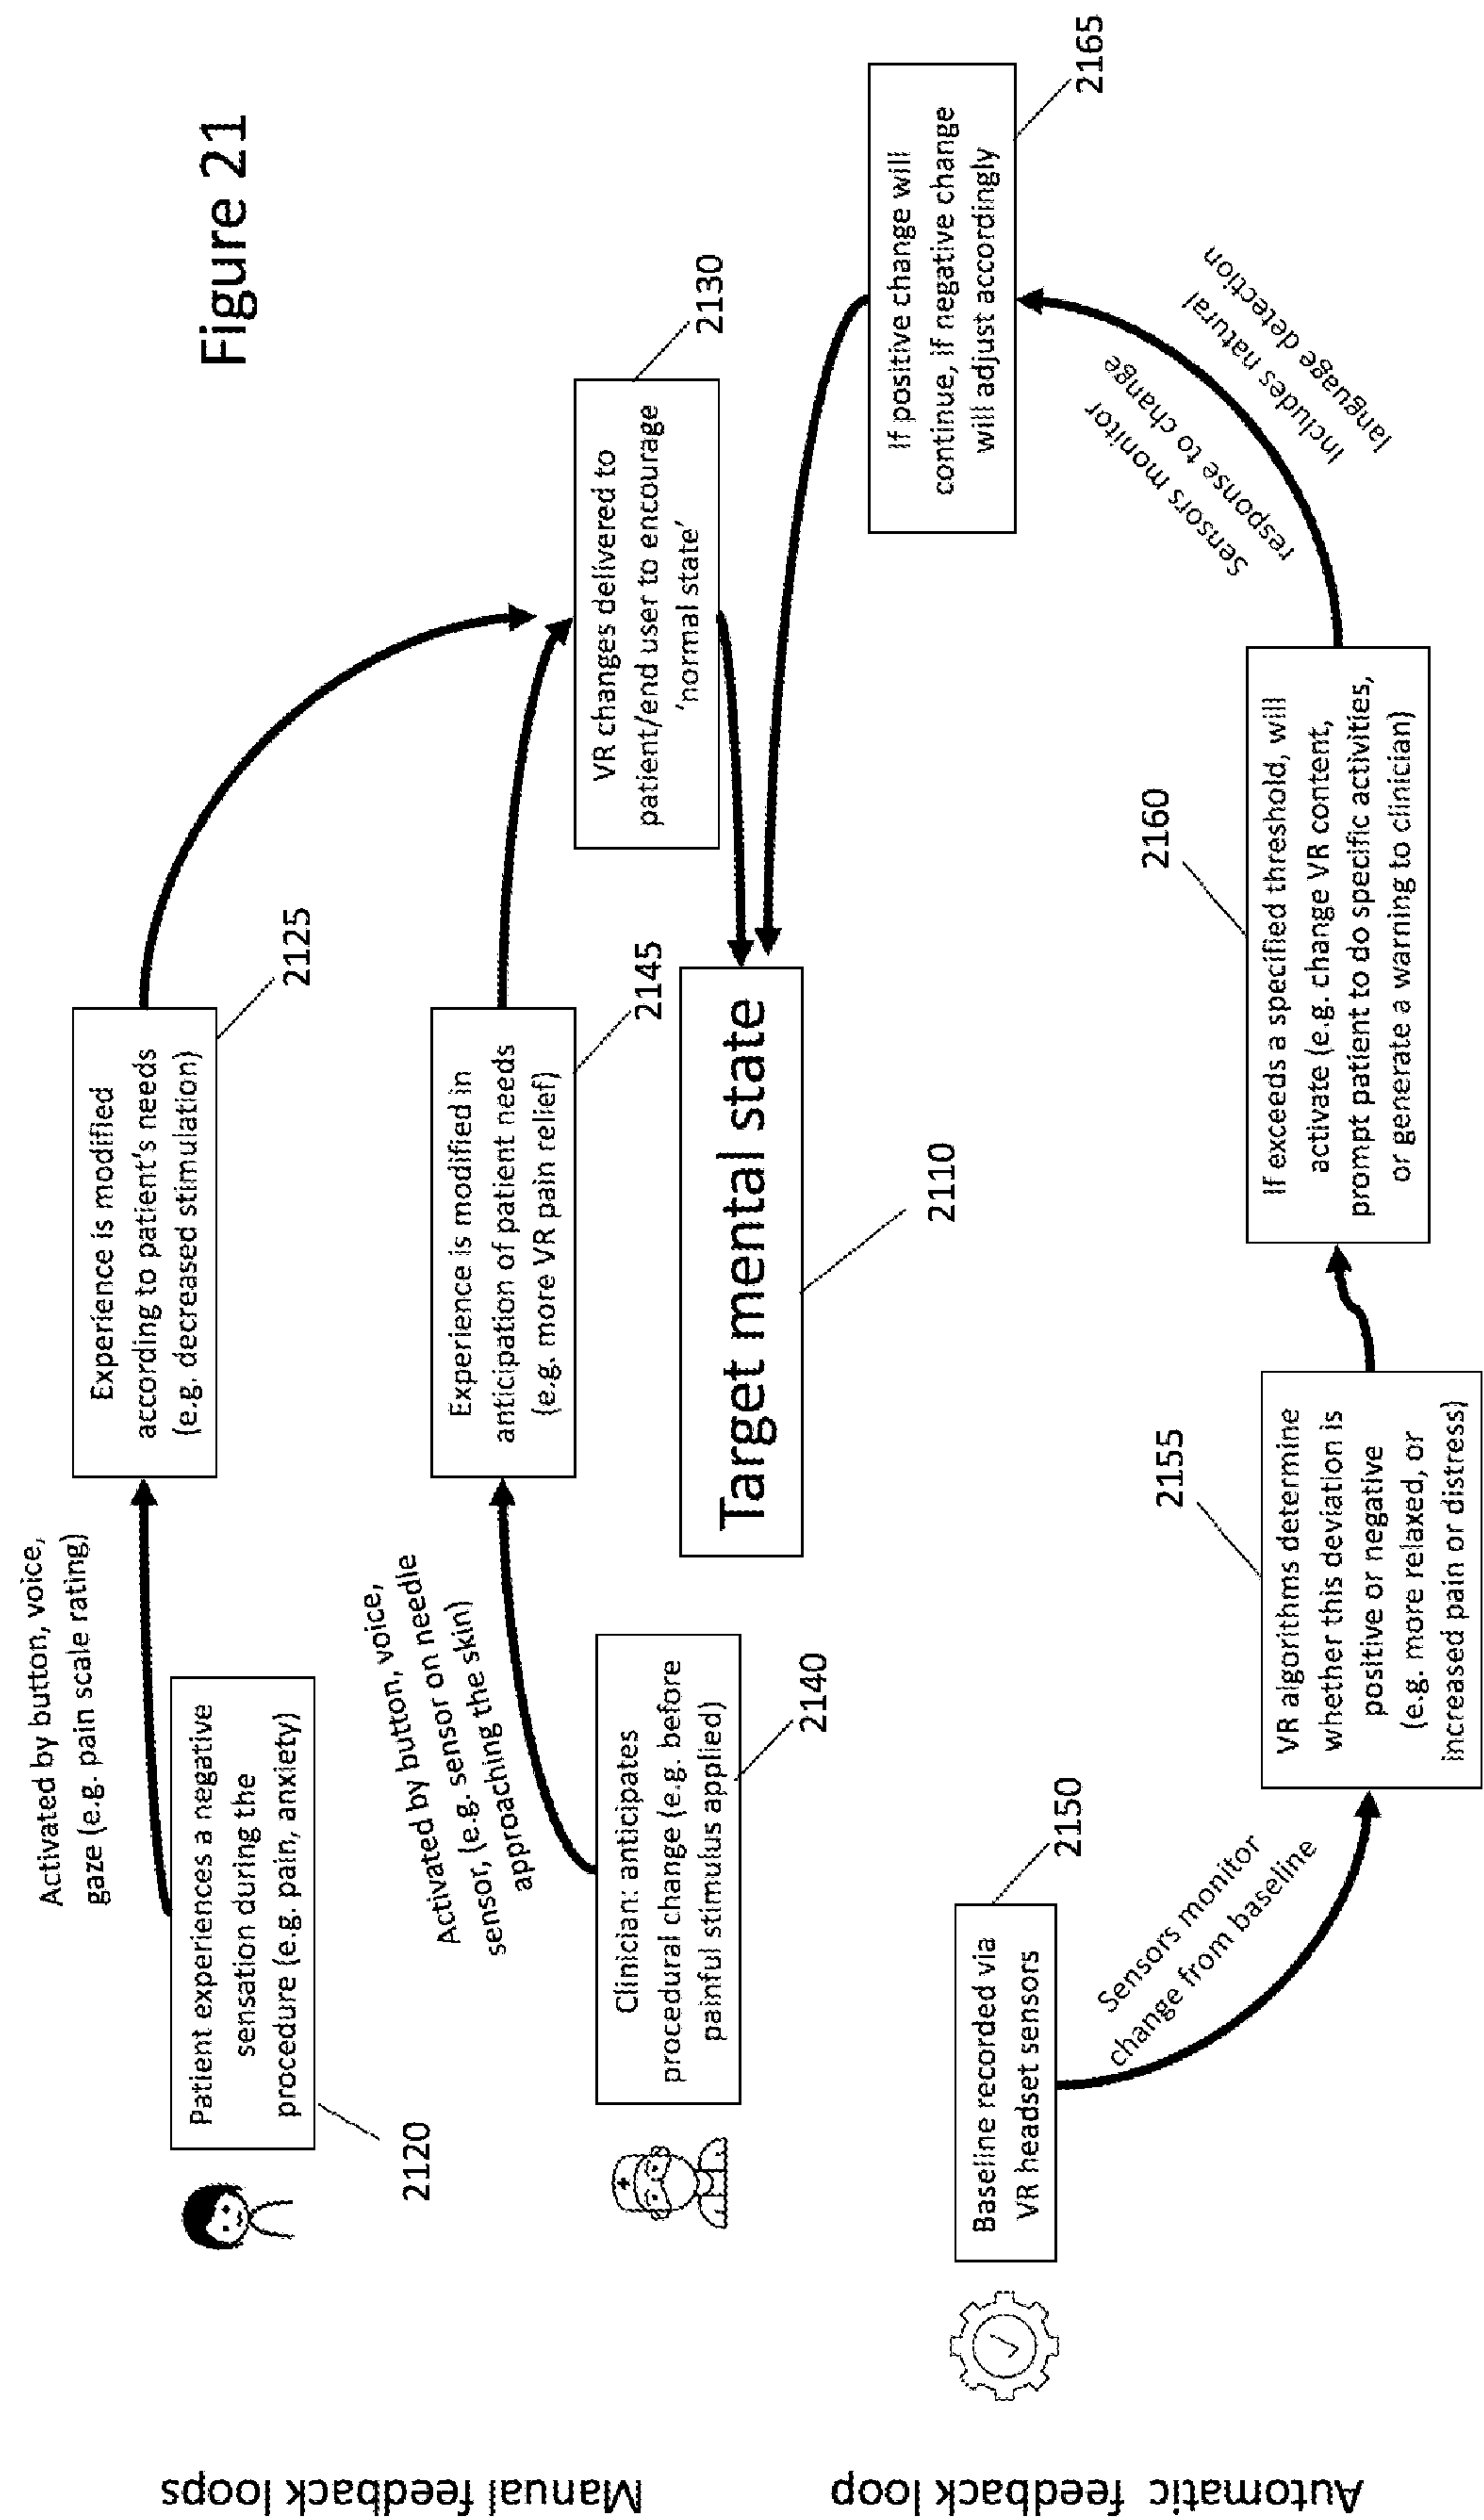 Figure 21
Manual feedback loops
Activated by button, voice,
gaze (e.g. pain scale rating)
Patient experiences a negative
sensation during the
procedure (e.g. pain, anxiety)
2120
Experience is modified
according to patient's needs
(e.g. decreased stimulation)
2125
Activated by button, voice,
sensor, (e.g. sensor on needle
approaching the skin)
Clinician: anticipates
procedural change (e.g. before
painful stimulus applied)
2140
Experience is modified in
anticipation of patient needs
(e.g. more VR pain relief)
2145
VR changes delivered to
patient/end user to encourage
'normal state'
2130
Target mental state
2110
Automatic feedback loop
Baseline recorded via
VR headset sensors
2150
Sensors monitor
change from baseline
VR algorithms determine
whether this deviation is
positive or negative
(e.g. more relaxed, or
increased pain or distress)
2155
If exceeds a specified threshold, will
activate (e.g. change VR content,
prompt patient to do specific activities,
or generate a warning to clinician)
2160
Sensors monitor
response to change
Includes natural
language detection
If positive change will
continue, if negative change
will adjust accordingly
2165